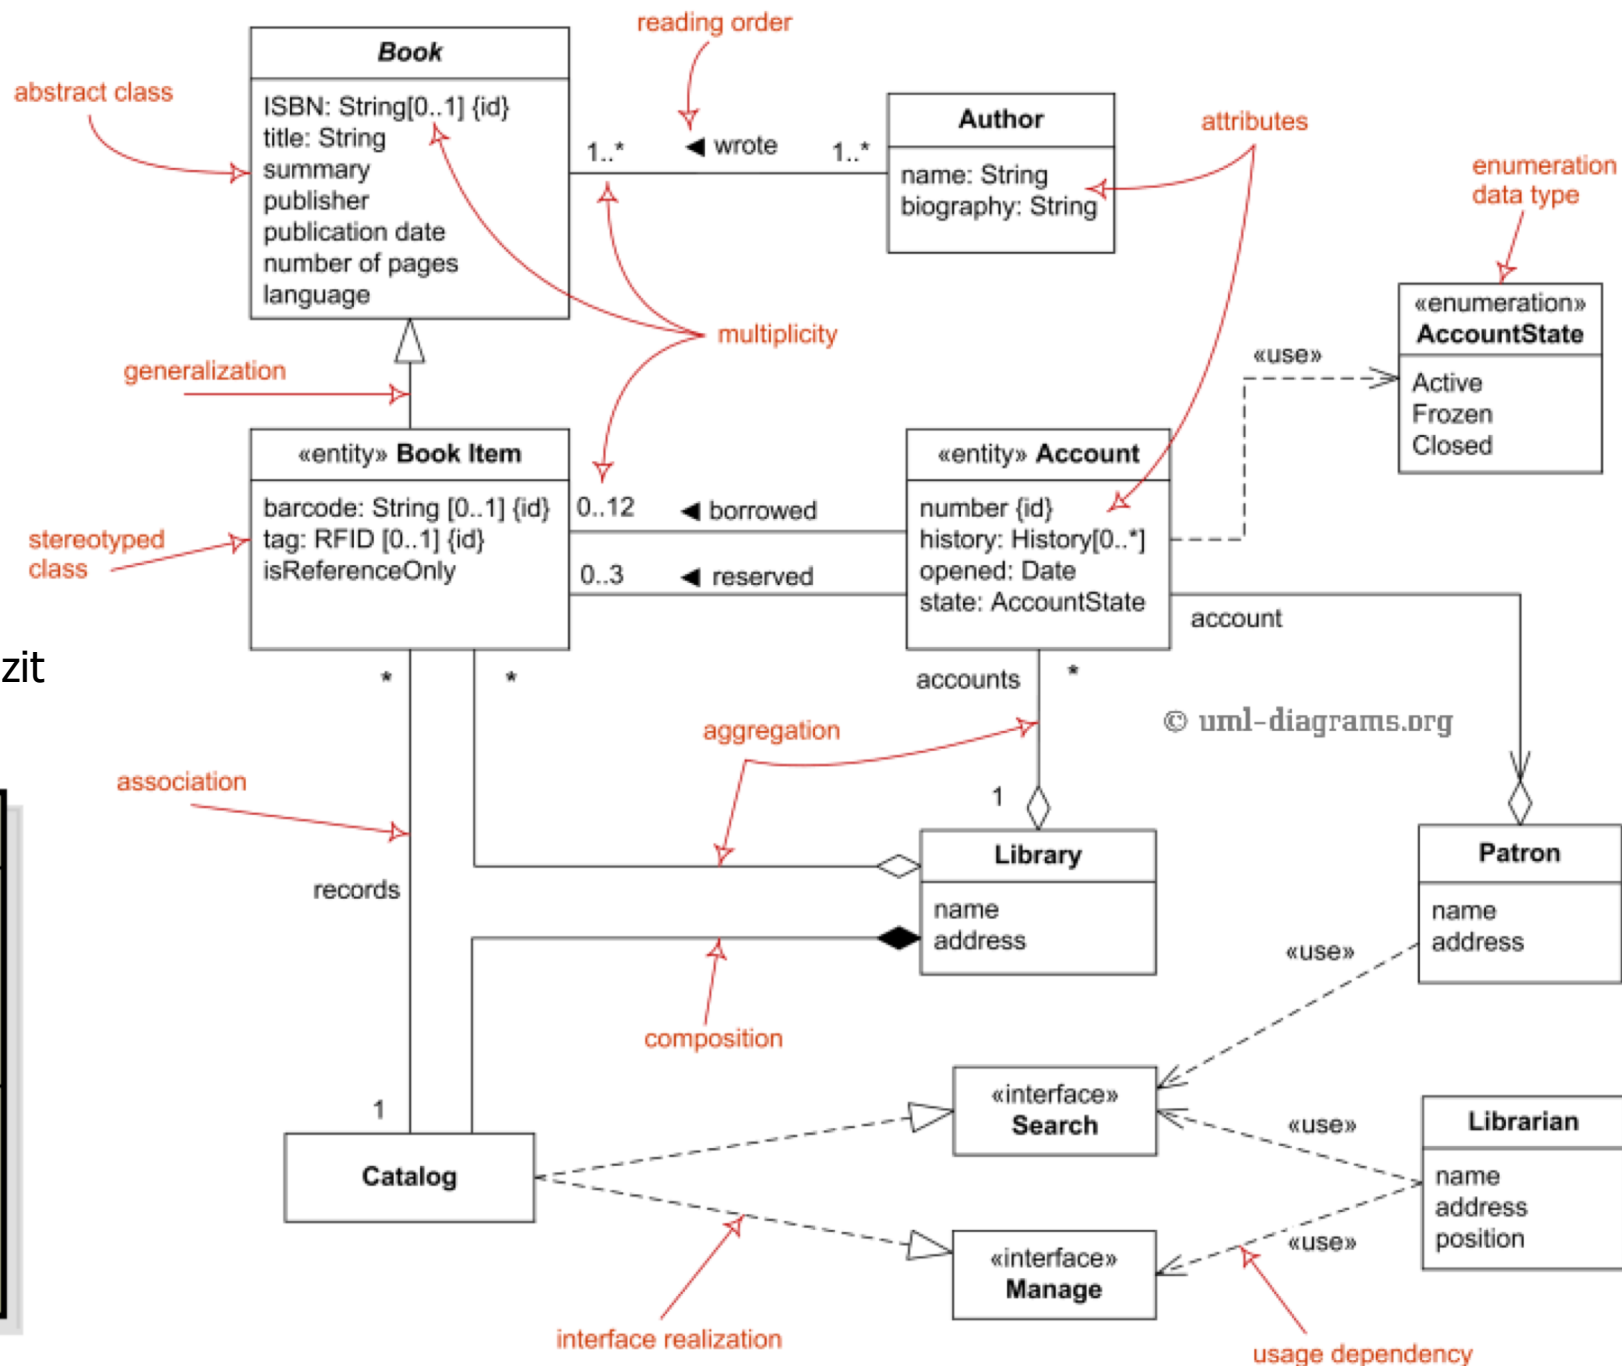 reading order
Book
abstract class
ISBN: String[0..1] {id}
title: String
summary
publisher
publication date
number of pages
language
1..*
◄ wrote
1..*
Author
name: String
biography: String
attributes
enumeration
data type
«enumeration»
AccountState
Active
Frozen
Closed
«use»
multiplicity
generalization
«entity» Book Item
barcode: String [0..1] {id}
tag: RFID [0..1] {id}
isReferenceOnly
stereotyped
class
0..12
◄ borrowed
0..3
◄ reserved
«entity» Account
number {id}
history: History[0..*]
opened: Date
state: AccountState
account
zit
*
*
accounts
*
© uml-diagrams.org
aggregation
association
1
records
Library
name
address
Patron
name
address
«use»
composition
1
Catalog
«interface»
Search
«use»
Librarian
name
address
position
«interface»
Manage
«use»
interface realization
usage dependency